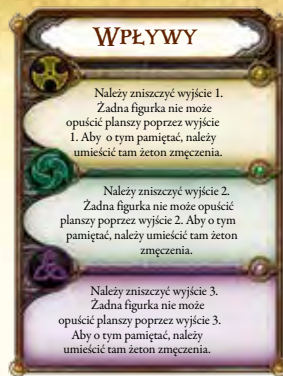 Wpływy
Należy zniszczyć wyjście 1.
Żadna figurka nie może
opuścić planszy poprzez wyjście
1. Aby o tym pamiętać, należy
umieścić tam żeton zmęczenia.
Należy zniszczyć wyjście 2.
Żadna figurka nie może opuścić
planszy poprzez wyjście 2. Aby o tym
pamiętać, należy umieścić tam żeton
zmęczenia.
Należy zniszczyć wyjście 3.
Żadna figurka nie może
opuścić planszy poprzez wyjście 3.
Aby o tym pamiętać, należy
umieścić tam żeton zmęczenia.